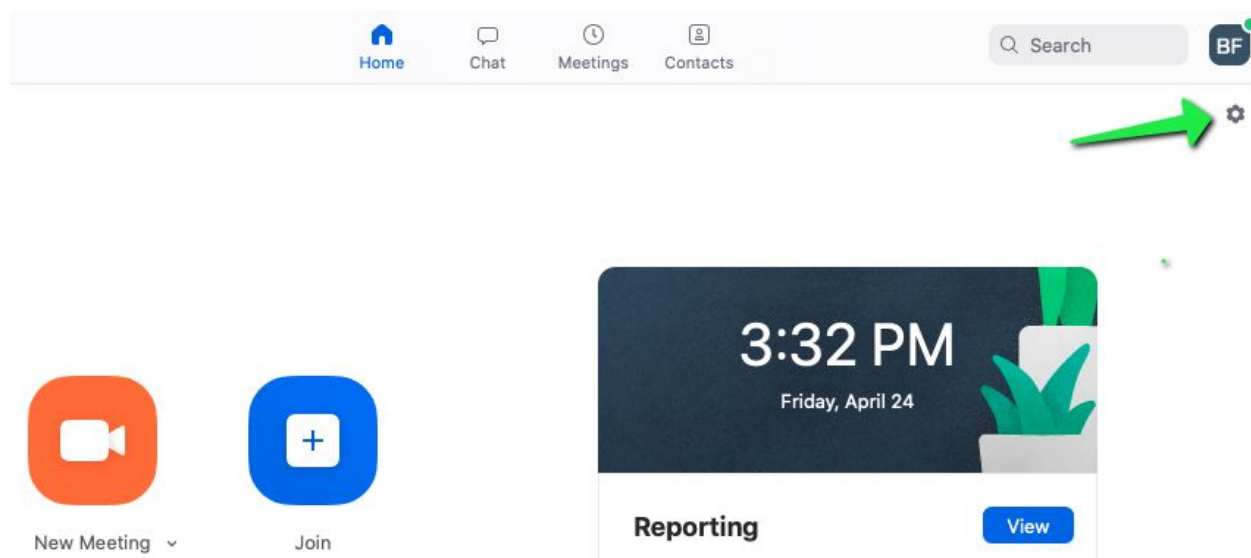 Home
Chat
Meetings
Contacts
Search
BF
3:32 PM
Friday, April 24
New Meeting
Join
Reporting
View